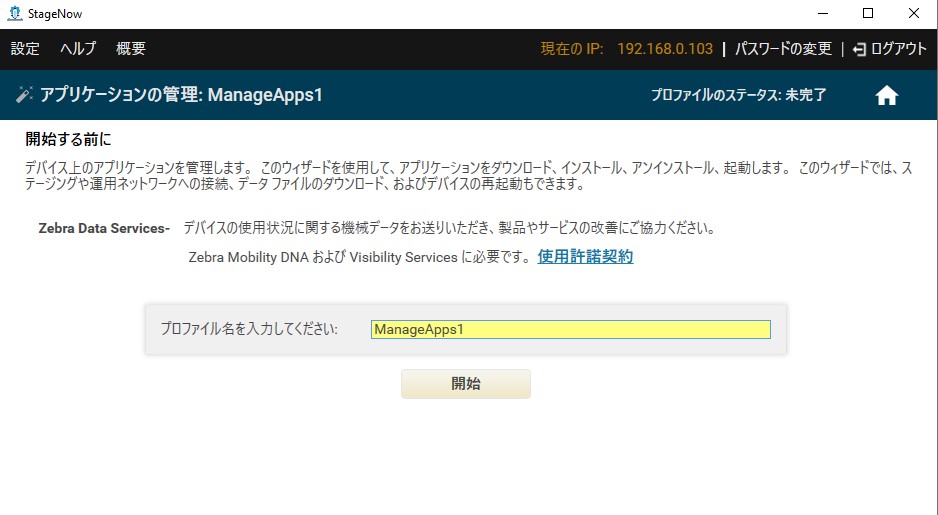 StageNow
設定 ヘルプ 概要 現在の IP: 192.168.0.103 | パスワードの変更 | ログアウト
アプリケーションの管理: ManageApps1 プロファイルのステータス: 未完了
開始する前に
デバイス上のアプリケーションを管理します。 このウィザードを使用して、アプリケーションをダウンロード、インストール、アンインストール、起動します。 このウィザードでは、ス
テージングや運用ネットワークへの接続、データ ファイルのダウンロード、およびデバイスの再起動もできます。
Zebra Data Services- デバイスの使用状況に関する機械データをお送りいただき、製品やサービスの改善にご協力ください。
Zebra Mobility DNA および Visibility Services に必要です。 使用許諾契約
プロファイル名を入力してください: ManageApps1
開始